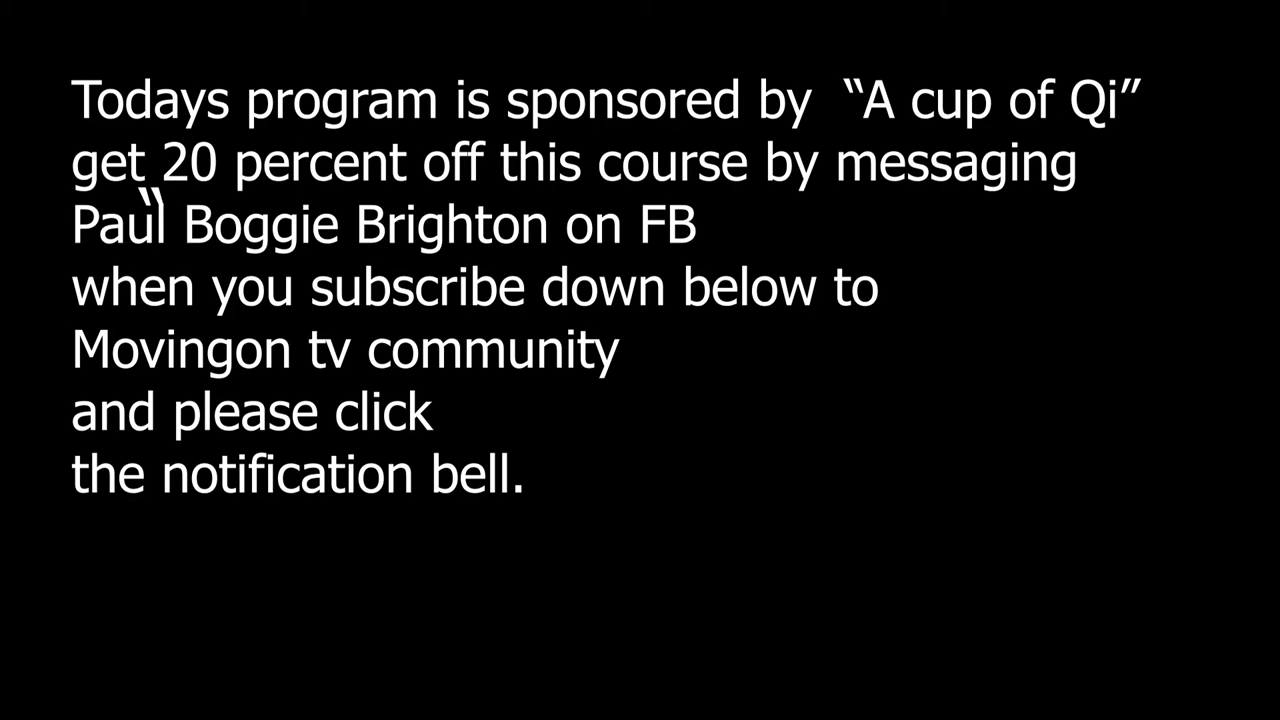 Todays program is sponsored by “A cup of Qi”
get 20 percent off this course by messaging
“
Paul Boggie Brighton on FB
when you subscribe down below to
Movingon tv community
and please click
the notification bell.